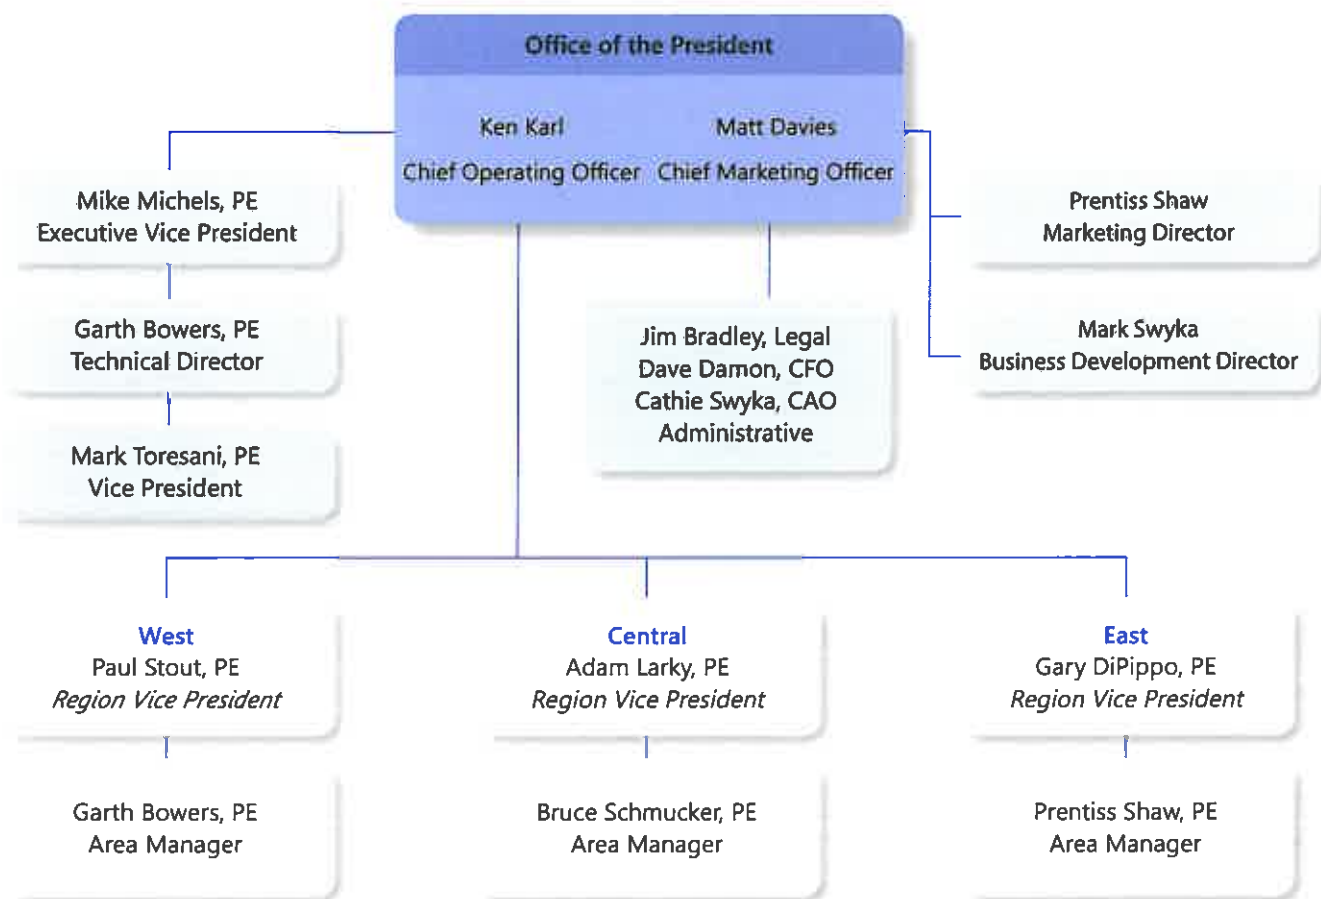 Office of the President
Ken Karl
Chief Operating Officer
Matt Davies
Chief Marketing Officer
Mike Michels, PE
Executive Vice President
Garth Bowers, PE
Technical Director
Mark Toresani, PE
Vice President
Jim Bradley, Legal
Dave Damon, CFO
Cathie Swyka, CAO
Administrative
Prentiss Shaw
Marketing Director
Mark Swyka
Business Development Director
West
Paul Stout, PE
Region Vice President
Garth Bowers, PE
Area Manager
Central
Adam Larky, PE
Region Vice President
Bruce Schmucker, PE
Area Manager
East
Gary DiPippo, PE
Region Vice President
Prentiss Shaw, PE
Area Manager